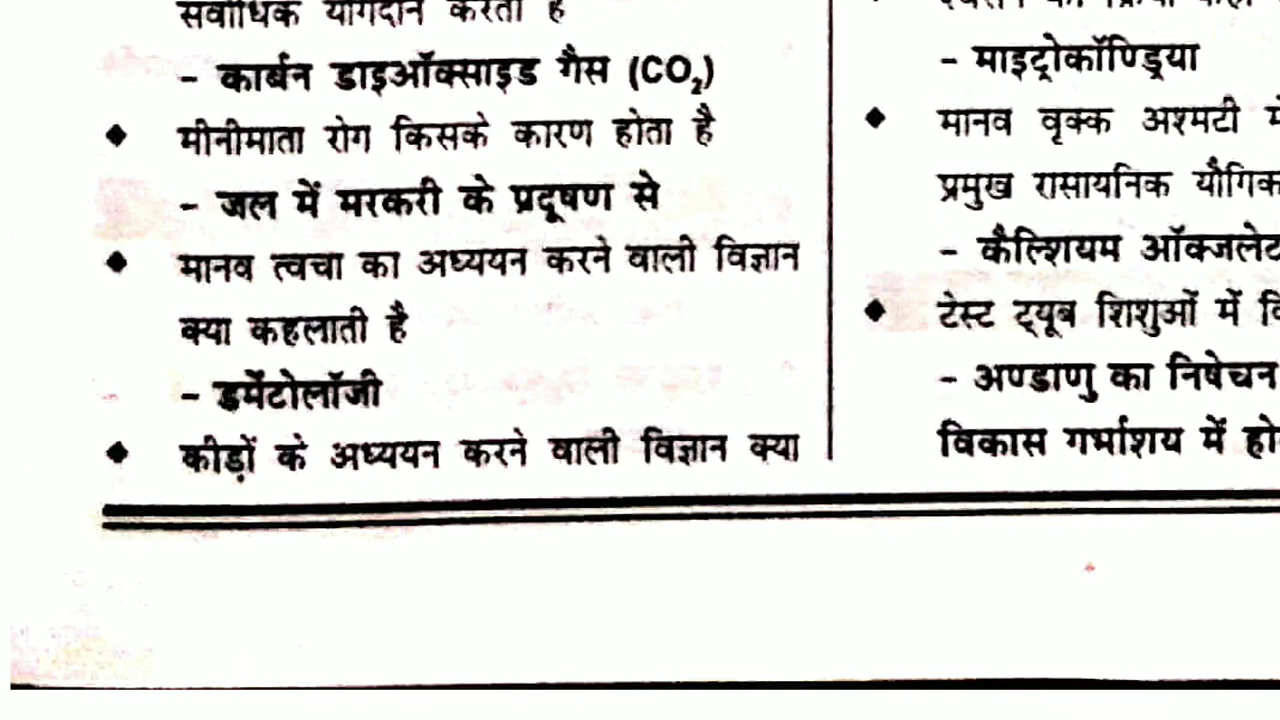 सर्वाधिक योगदान करती है
- कार्बन डाइऑक्साइड गैस (CO₂)
◆ मीनीमाता रोग किसके कारण होता है
- जल में मरकरी के प्रदूषण से
◆ मानव त्वचा का अध्ययन करने वाली विज्ञान
क्या कहलाती है
- डर्मेटोलॉजी
◆ कीड़ों के अध्ययन करने वाली विज्ञान क्या
- माइट्रोकॉण्ड्रिया
◆ मानव वृक्क अश्मटी
प्रमुख रासायनिक यौगिक
- कैल्शियम ऑक्जलेट
◆ टेस्ट ट्यूब शिशुओं में
- अण्डाणु का निषेचन
विकास गर्भाशय में